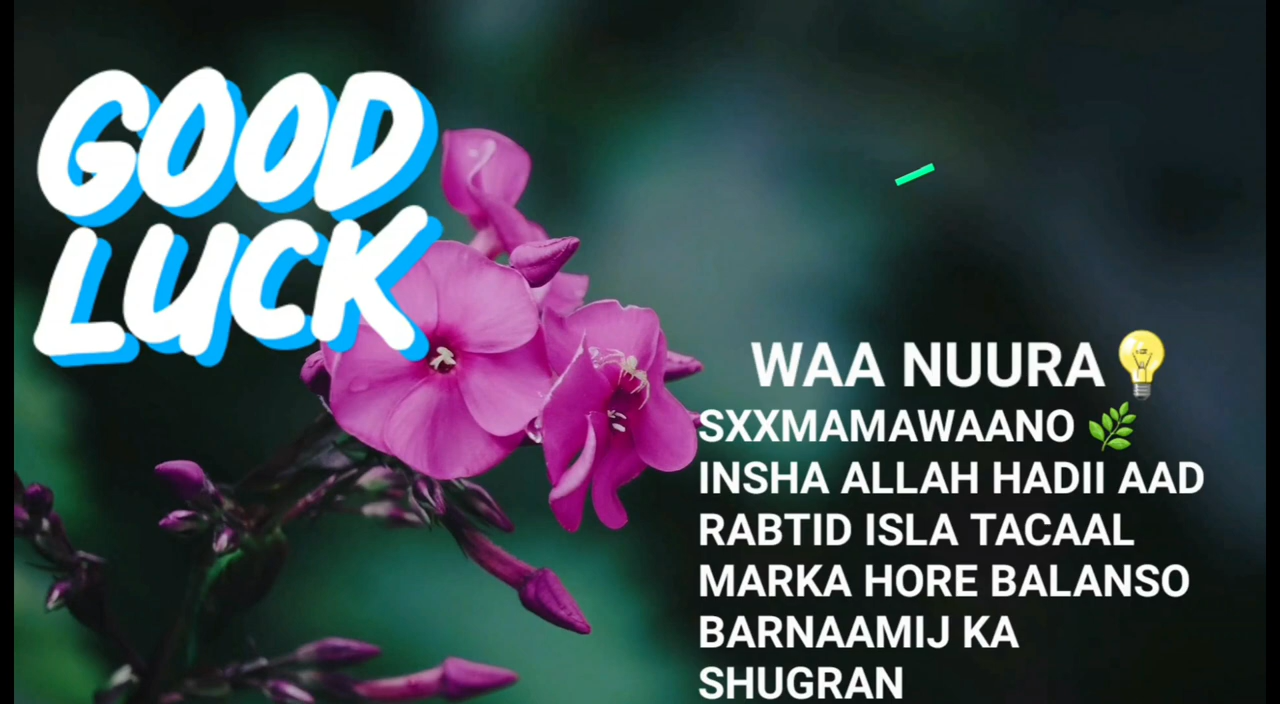 GOOD
LUCK
WAA NUURA💡
SXXMAMAWAANO 🌿
INSHA ALLAH HADII AAD
RABTID ISLA TACAAL
MARKA HORE BALANSO
BARNAAMIJ KA
SHUGRAN